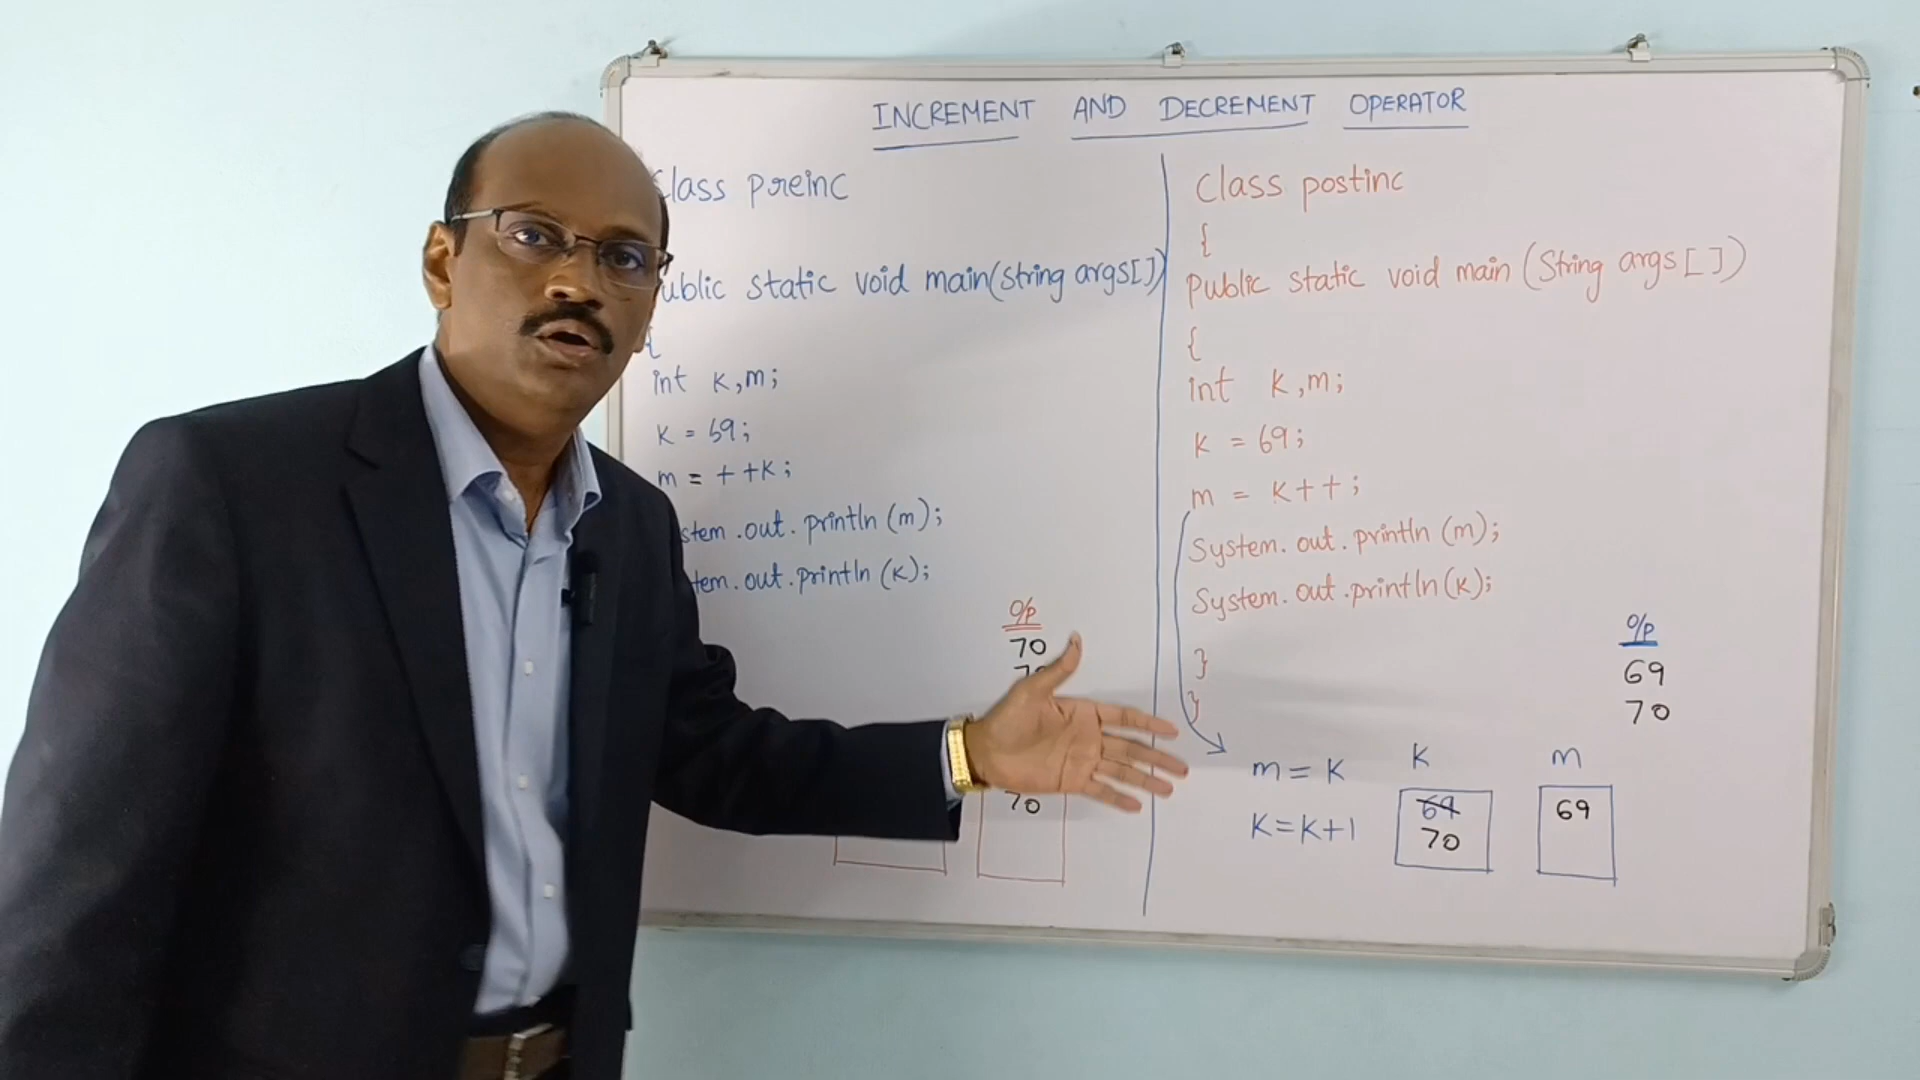 INCREMENT AND DECREMENT OPERATOR
Class preinc
ublic static void main(String args[])
{
int k,m;
k = 69;
m = ++k;
stem.out.println(m);
tem.out.println(k);
O/p
70
70
70
Class postinc
{
public static void main (String args[])
{
int k,m;
k = 69;
m = k++;
System.out.println(m);
System.out.println(k);
}
}
O/p
69
70
m = k
k = k+1
k
69
70
m
69